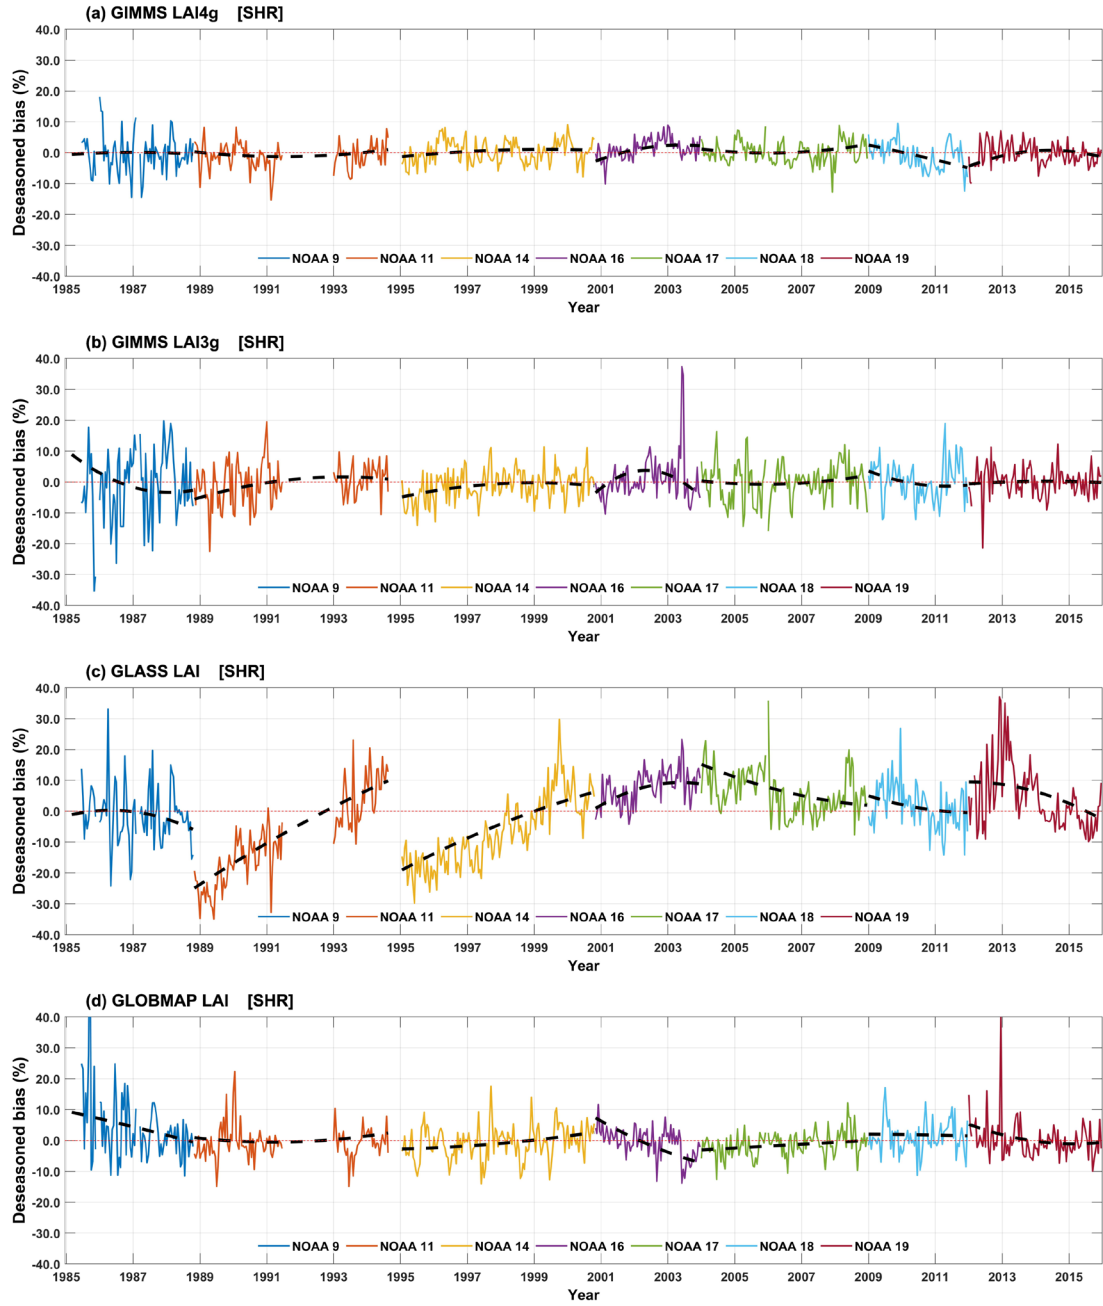 (a) GIMMS LAI4g [SHR]
Deseasoned bias (%)
40.0
30.0
20.0
10.0
0.0
-10.0
-20.0
-30.0
-40.0
NOAA 9 NOAA 11 NOAA 14 NOAA 16 NOAA 17 NOAA 18 NOAA 19
1985 1987 1989 1991 1993 1995 1997 1999 2001 2003 2005 2007 2009 2011 2013 2015
Year
(b) GIMMS LAI3g [SHR]
Deseasoned bias (%)
40.0
30.0
20.0
10.0
0.0
-10.0
-20.0
-30.0
-40.0
NOAA 9 NOAA 11 NOAA 14 NOAA 16 NOAA 17 NOAA 18 NOAA 19
1985 1987 1989 1991 1993 1995 1997 1999 2001 2003 2005 2007 2009 2011 2013 2015
Year
(c) GLASS LAI [SHR]
Deseasoned bias (%)
40.0
30.0
20.0
10.0
0.0
-10.0
-20.0
-30.0
-40.0
NOAA 9 NOAA 11 NOAA 14 NOAA 16 NOAA 17 NOAA 18 NOAA 19
1985 1987 1989 1991 1993 1995 1997 1999 2001 2003 2005 2007 2009 2011 2013 2015
Year
(d) GLOBMAP LAI [SHR]
Deseasoned bias (%)
40.0
30.0
20.0
10.0
0.0
-10.0
-20.0
-30.0
-40.0
NOAA 9 NOAA 11 NOAA 14 NOAA 16 NOAA 17 NOAA 18 NOAA 19
1985 1987 1989 1991 1993 1995 1997 1999 2001 2003 2005 2007 2009 2011 2013 2015
Year